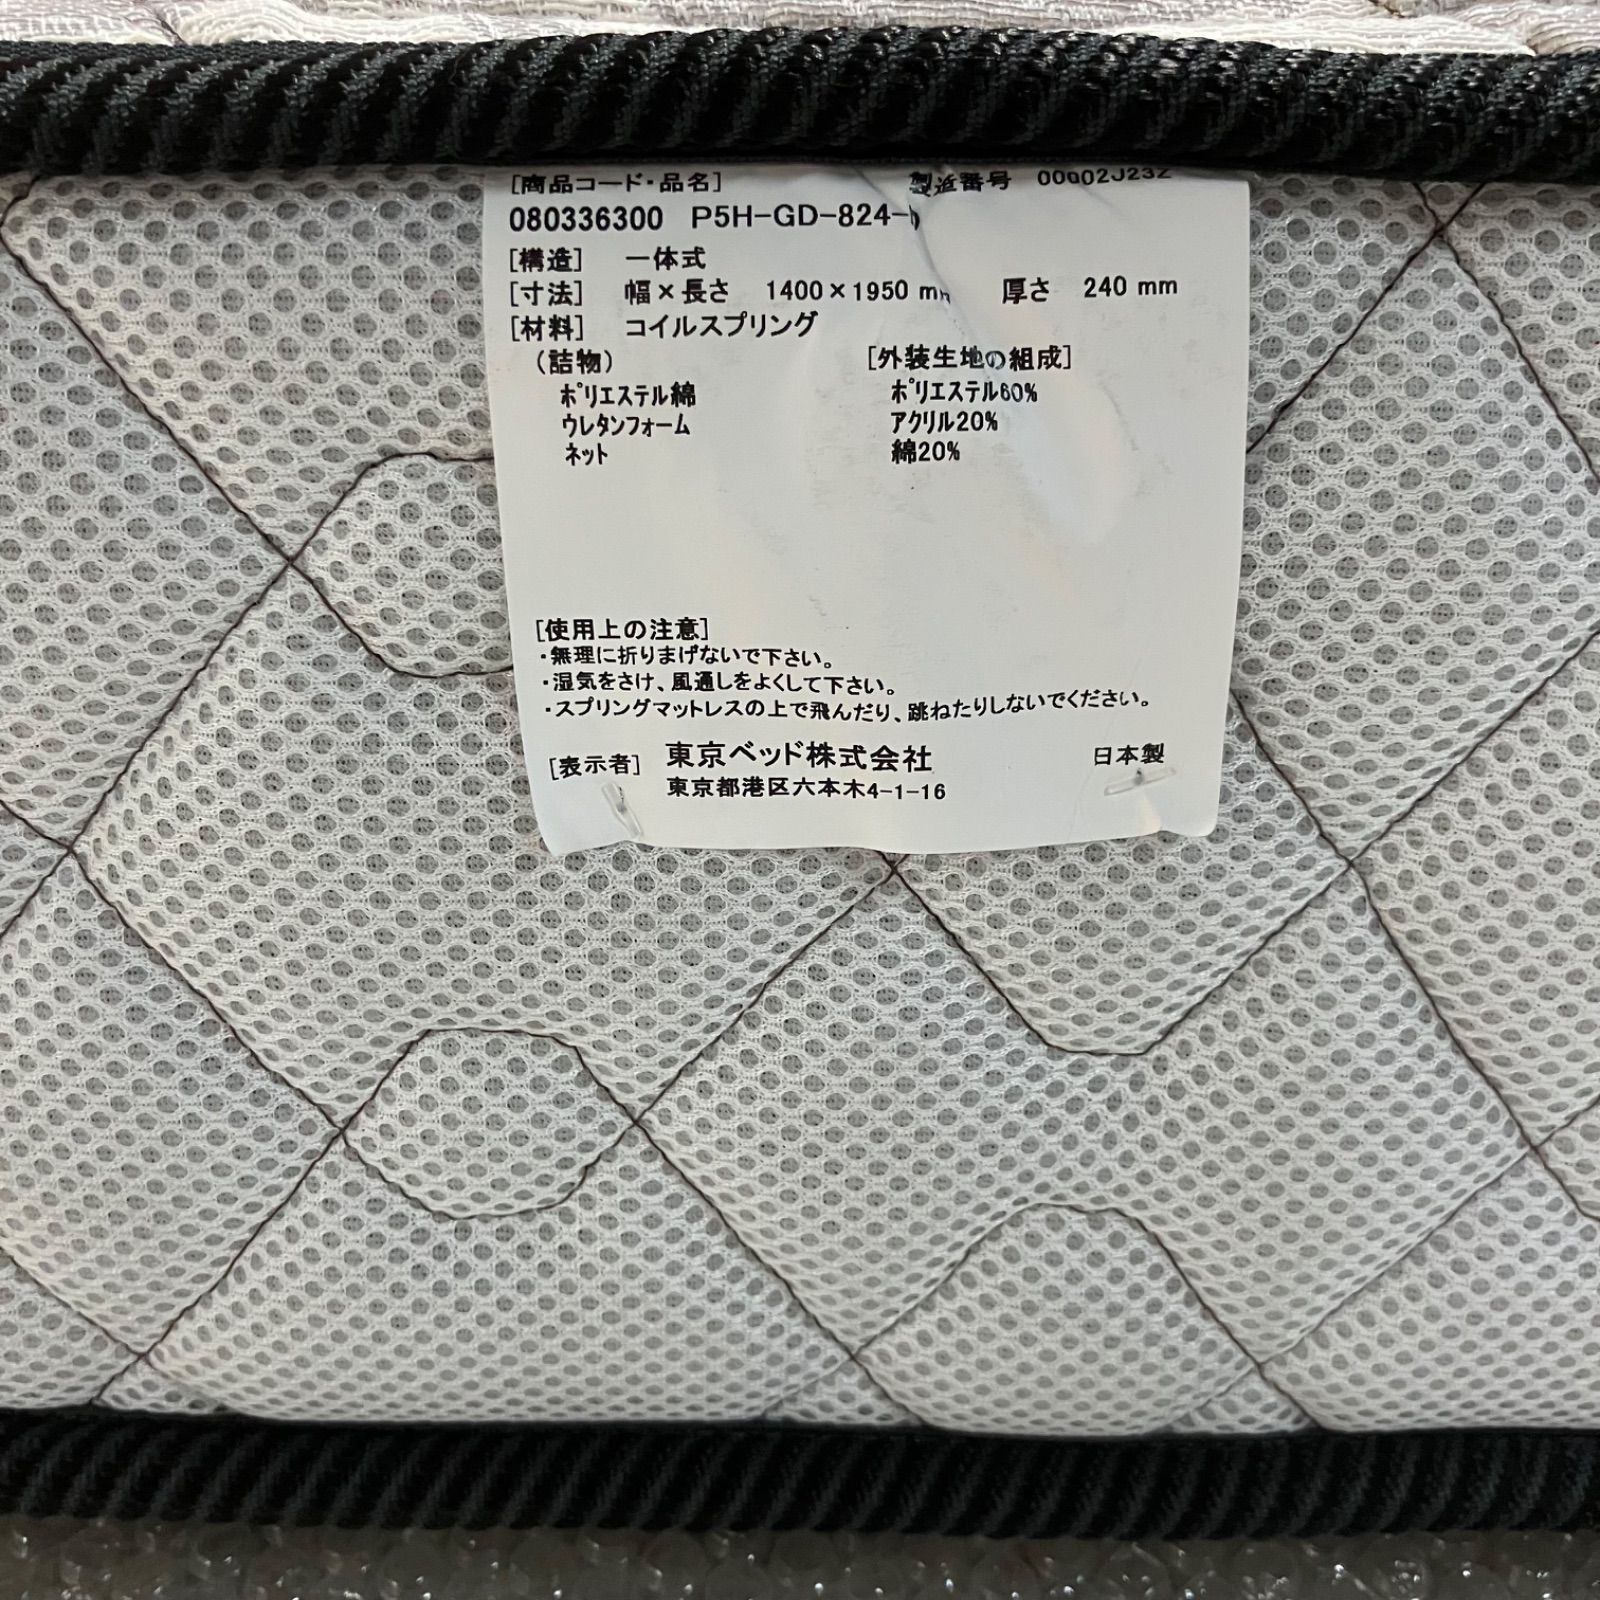 [商品コード・品名] 製造番号 00002J232
080336300 P5H-GD-824-
[構造] 一体式
[寸法] 幅×長さ 1400×1950 mm 厚さ 240 mm
[材料] コイルスプリング
(詰物) [外装生地の組成]
ポリエステル綿 ポリエステル60%
ウレタンフォーム アクリル20%
ネット 綿20%
[使用上の注意]
・無理に折りまげないで下さい。
・湿気をさけ、風通しをよくして下さい。
・スプリングマットレスの上で飛んだり、跳ねたりしないでください。
[表示者] 東京ベッド株式会社 日本製
東京都港区六本木4-1-16